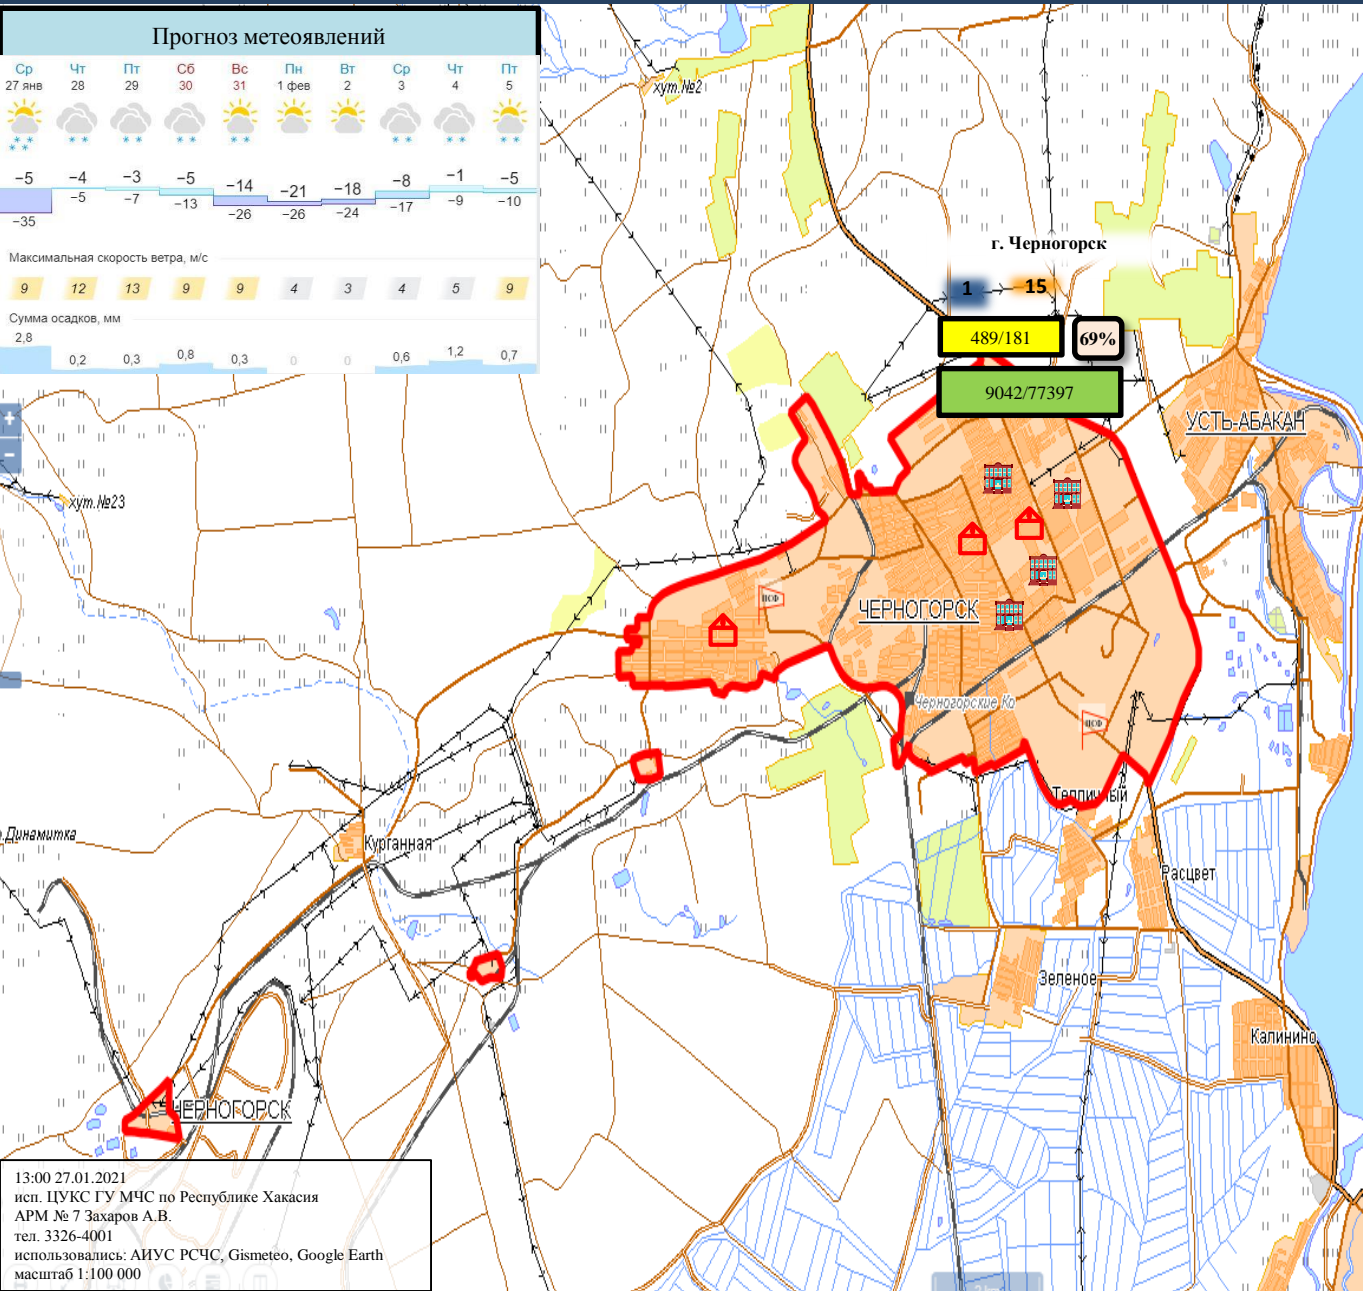 Прогноз метеоявлений
Ср Чт Пт Сб Вс Пн Вт Ср Чт Пт
27 янв 28 29 30 31 1 фев 2 3 4 5
−5 −4 −3 −5 −14 −21 −18 −8 −1 −5
−35 −5 −7 −13 −26 −26 −24 −17 −9 −10
Максимальная скорость ветра, м/с
9 12 13 9 9 4 3 4 5 9
Сумма осадков, мм
2,8 0,2 0,3 0,8 0,3 0 0 0,6 1,2 0,7
хут.№2
г. Черногорск
1 15
489/181 69%
9042/77397
УСТЬ-АБАКАН
+
−
хут.№23
ПСФ
ЧЕРНОГОРСК
Черногорские Ко
ПСФ
Тепличный
Динамитка
Курганная
Расцвет
Зеленое
Калинино
ЧЕРНОГОРСК
13:00 27.01.2021
исп. ЦУКС ГУ МЧС по Республике Хакасия
АРМ № 7 Захаров А.В.
тел. 3326-4001
использовались: АИУС РСЧС, Gismeteo, Google Earth
масштаб 1:100 000